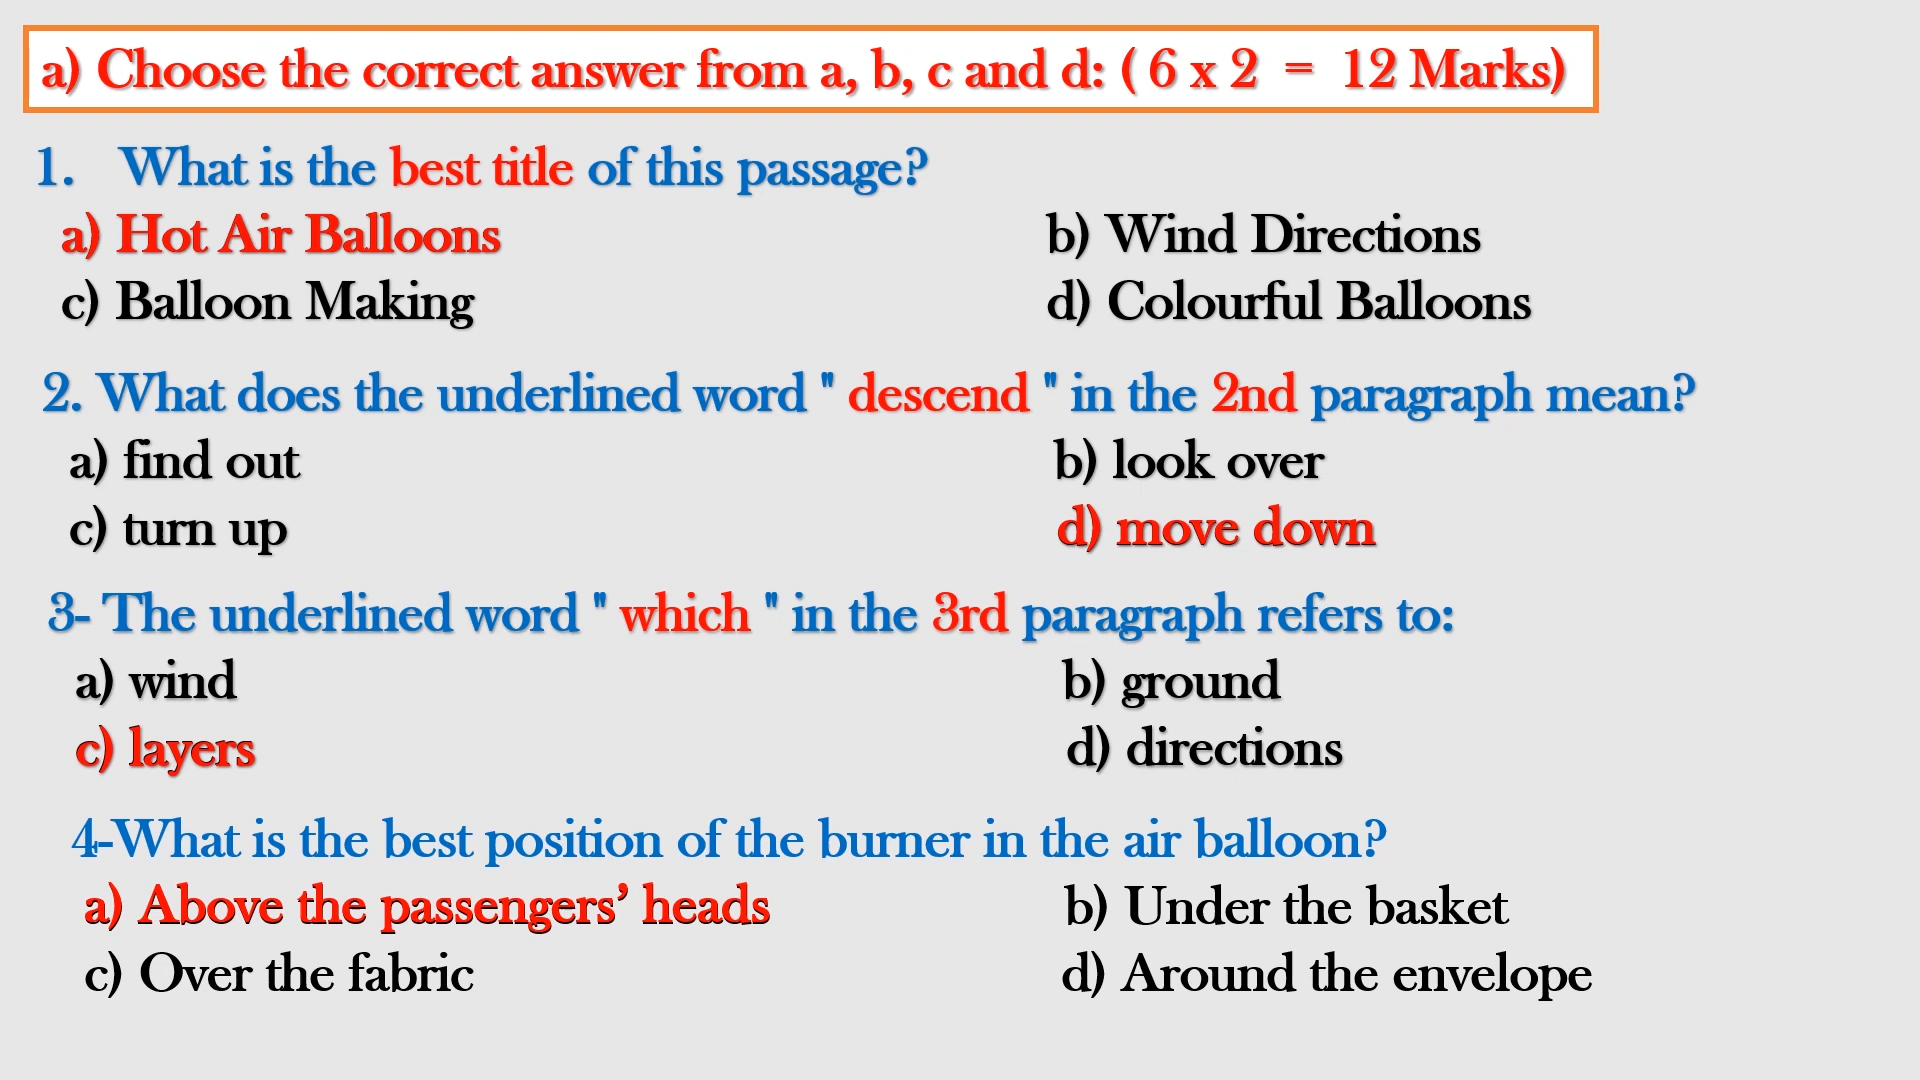 a) Choose the correct answer from a, b, c and d: ( 6 x 2 = 12 Marks)
1. What is the best title of this passage?
a) Hot Air Balloons b) Wind Directions
c) Balloon Making d) Colourful Balloons
2. What does the underlined word " descend " in the 2nd paragraph mean?
a) find out b) look over
c) turn up d) move down
3- The underlined word " which " in the 3rd paragraph refers to:
a) wind b) ground
c) layers d) directions
4-What is the best position of the burner in the air balloon?
a) Above the passengers’ heads b) Under the basket
c) Over the fabric d) Around the envelope